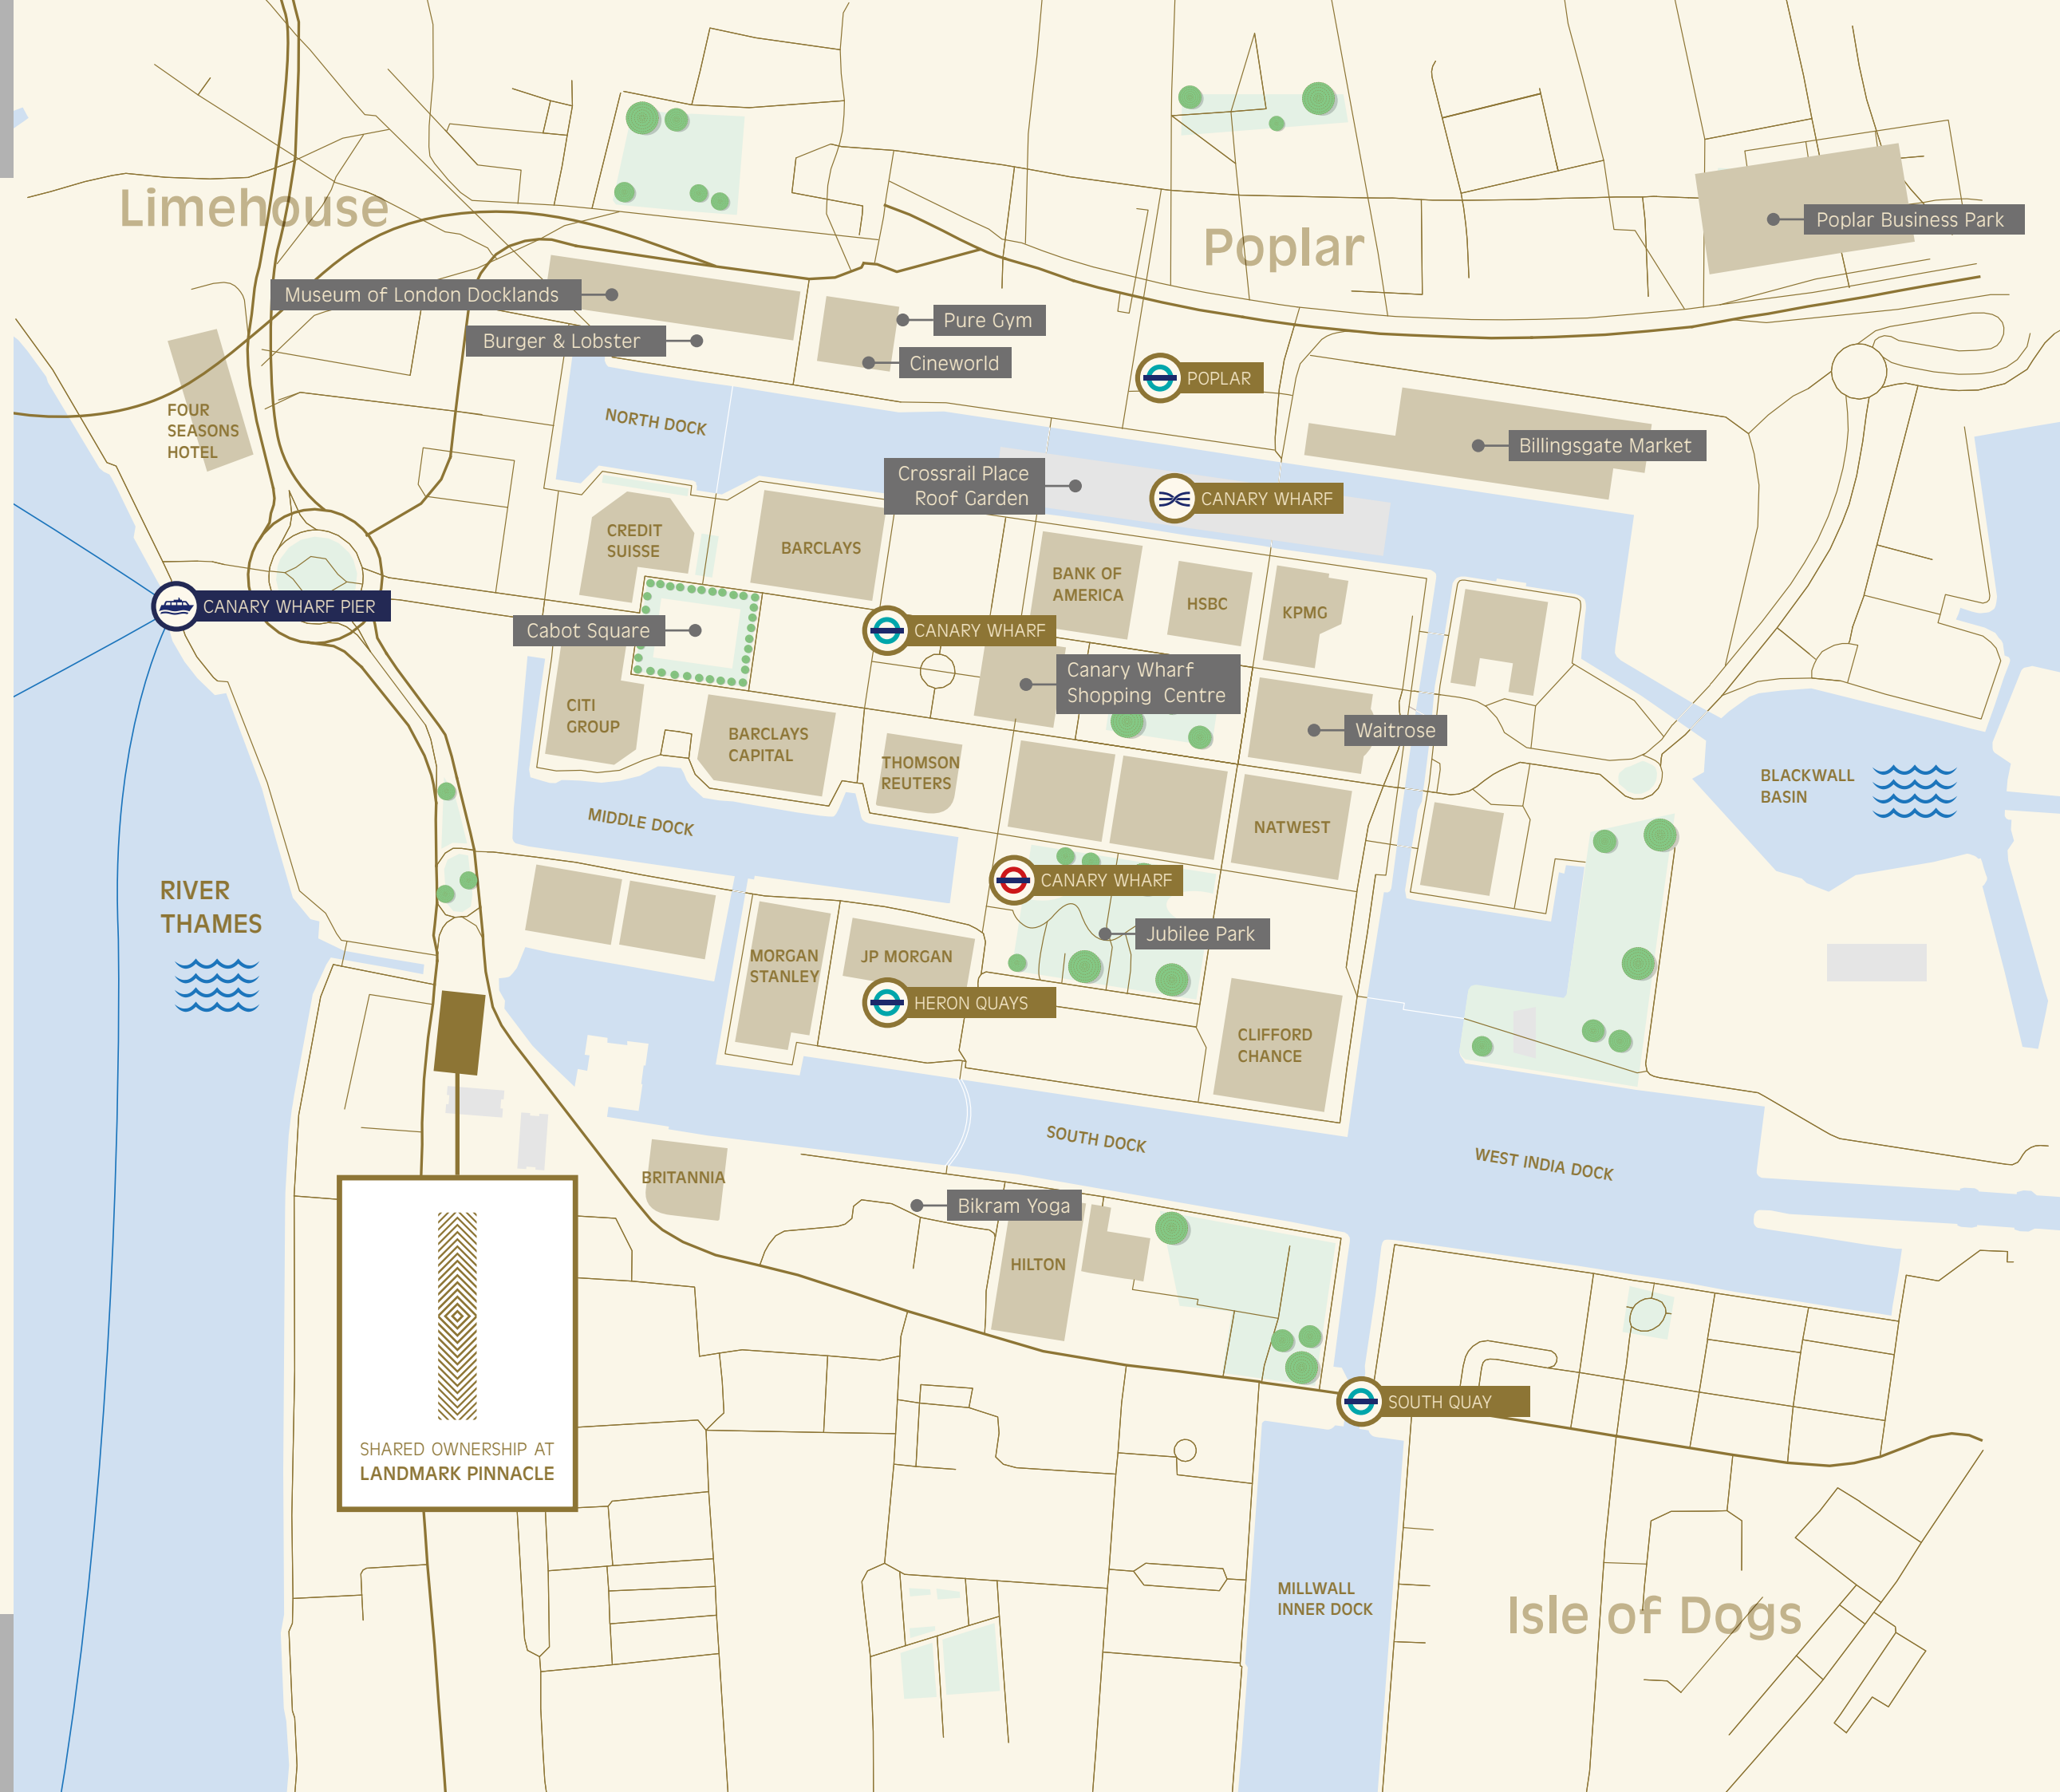 Limehouse
Poplar
Poplar Business Park
Museum of London Docklands
Pure Gym
Burger & Lobster
Cineworld
POPLAR
FOUR
SEASONS
HOTEL
NORTH DOCK
Billingsgate Market
Crossrail Place
Roof Garden
CANARY WHARF
CREDIT
SUISSE
BARCLAYS
BANK OF
AMERICA
HSBC
KPMG
CANARY WHARF PIER
Cabot Square
CANARY WHARF
Canary Wharf
Shopping Centre
CITI
GROUP
BARCLAYS
CAPITAL
Waitrose
THOMSON
REUTERS
BLACKWALL
BASIN
MIDDLE DOCK
NATWEST
RIVER
THAMES
CANARY WHARF
Jubilee Park
MORGAN
STANLEY
JP MORGAN
HERON QUAYS
CLIFFORD
CHANCE
SOUTH DOCK
WEST INDIA DOCK
BRITANNIA
Bikram Yoga
HILTON
SOUTH QUAY
SHARED OWNERSHIP AT
LANDMARK PINNACLE
MILLWALL
INNER DOCK
Isle of Dogs